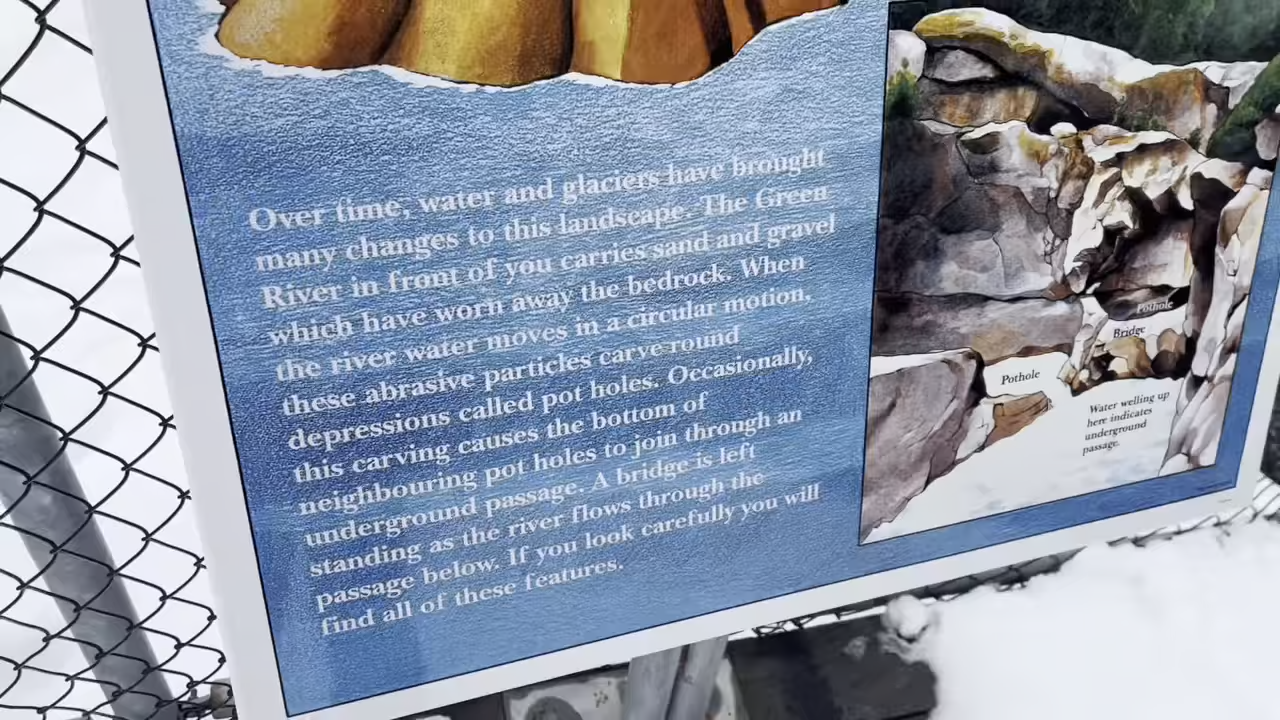 Over time, water and glaciers have brought
many changes to this landscape. The Green
River in front of you carries sand and gravel
which have worn away the bedrock. When
the river water moves in a circular motion,
these abrasive particles carve round
depressions called pot holes. Occasionally,
this carving causes the bottom of
neighbouring pot holes to join through an
underground passage. A bridge is left
standing as the river flows through the
passage below. If you look carefully you will
find all of these features.
Pothole
Bridge
Pothole
Water welling up
here indicates
underground
passage.